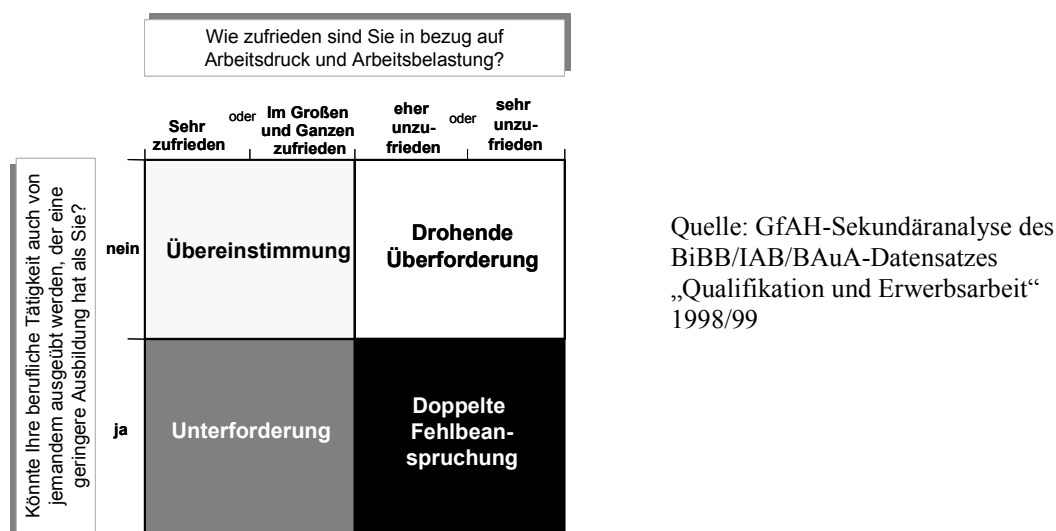 Wie zufrieden sind Sie in bezug auf
Arbeitsdruck und Arbeitsbelastung?
Sehr
zufrieden
oder
Im Großen
und Ganzen
zufrieden
eher
unzu-
frieden
oder
sehr
unzu-
frieden
Könnte Ihre berufliche Tätigkeit auch von
jemandem ausgeübt werden, der eine
geringere Ausbildung hat als Sie?
nein
Übereinstimmung
Drohende
Überforderung
ja
Unterforderung
Doppelte
Fehlbean-
spruchung
Quelle: GfAH-Sekundäranalyse des
BiBB/IAB/BAuA-Datensatzes
„Qualifikation und Erwerbsarbeit“
1998/99